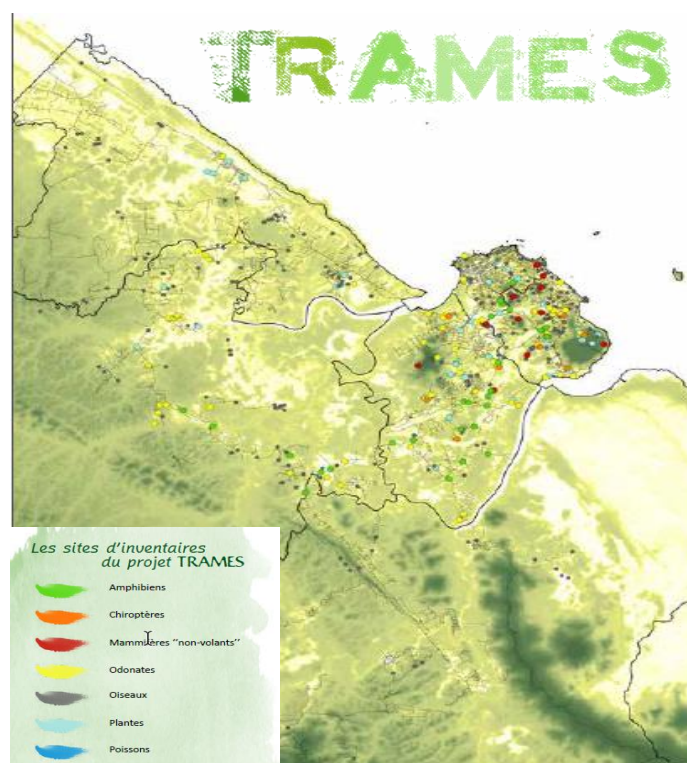 TRAMES
Les sites d'inventaires
du projet TRAMES
Amphibiens
Chiroptères
Mammifères "non-volants"
Odonates
Oiseaux
Plantes
Poissons